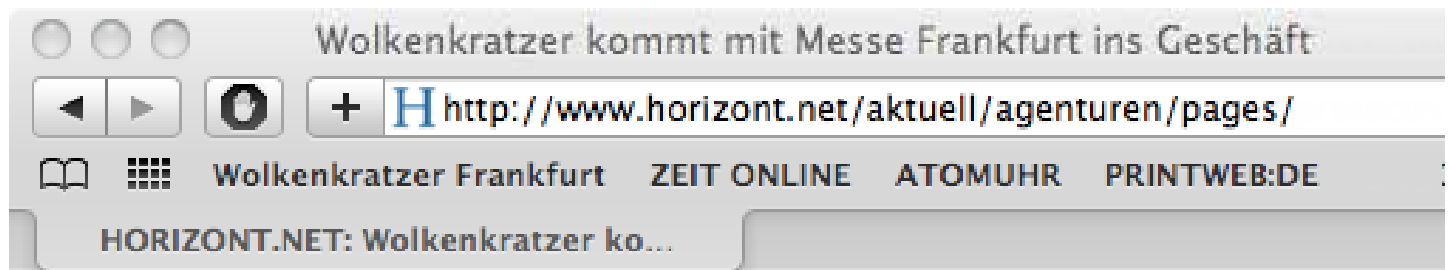 Wolkenkratzer kommt mit Messe Frankfurt ins Geschäft
H http://www.horizont.net/aktuell/agenturen/pages/
Wolkenkratzer Frankfurt ZEIT ONLINE ATOMUHR PRINTWEB:DE
HORIZONT.NET: Wolkenkratzer ko...